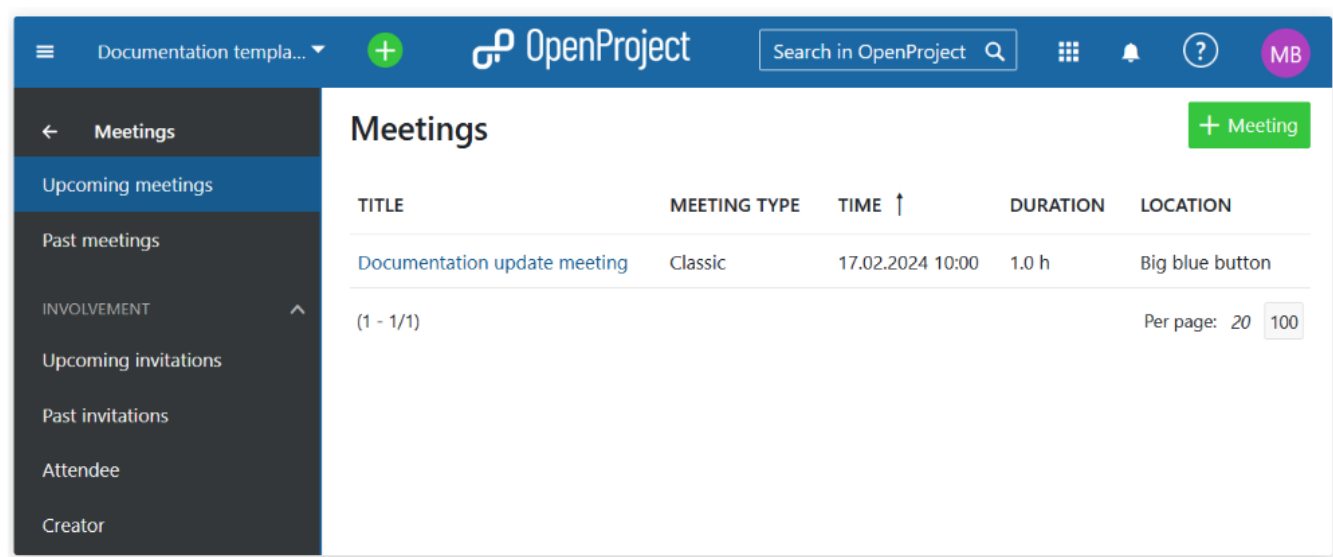 Documentation templa... OpenProject Search in OpenProject ? MB
Meetings
Upcoming meetings
Past meetings
INVOLVEMENT
Upcoming invitations
Past invitations
Attendee
Creator
Meetings
+ Meeting
TITLE MEETING TYPE TIME ↑ DURATION LOCATION
Documentation update meeting Classic 17.02.2024 10:00 1.0 h Big blue button
(1 - 1/1) Per page: 20 100